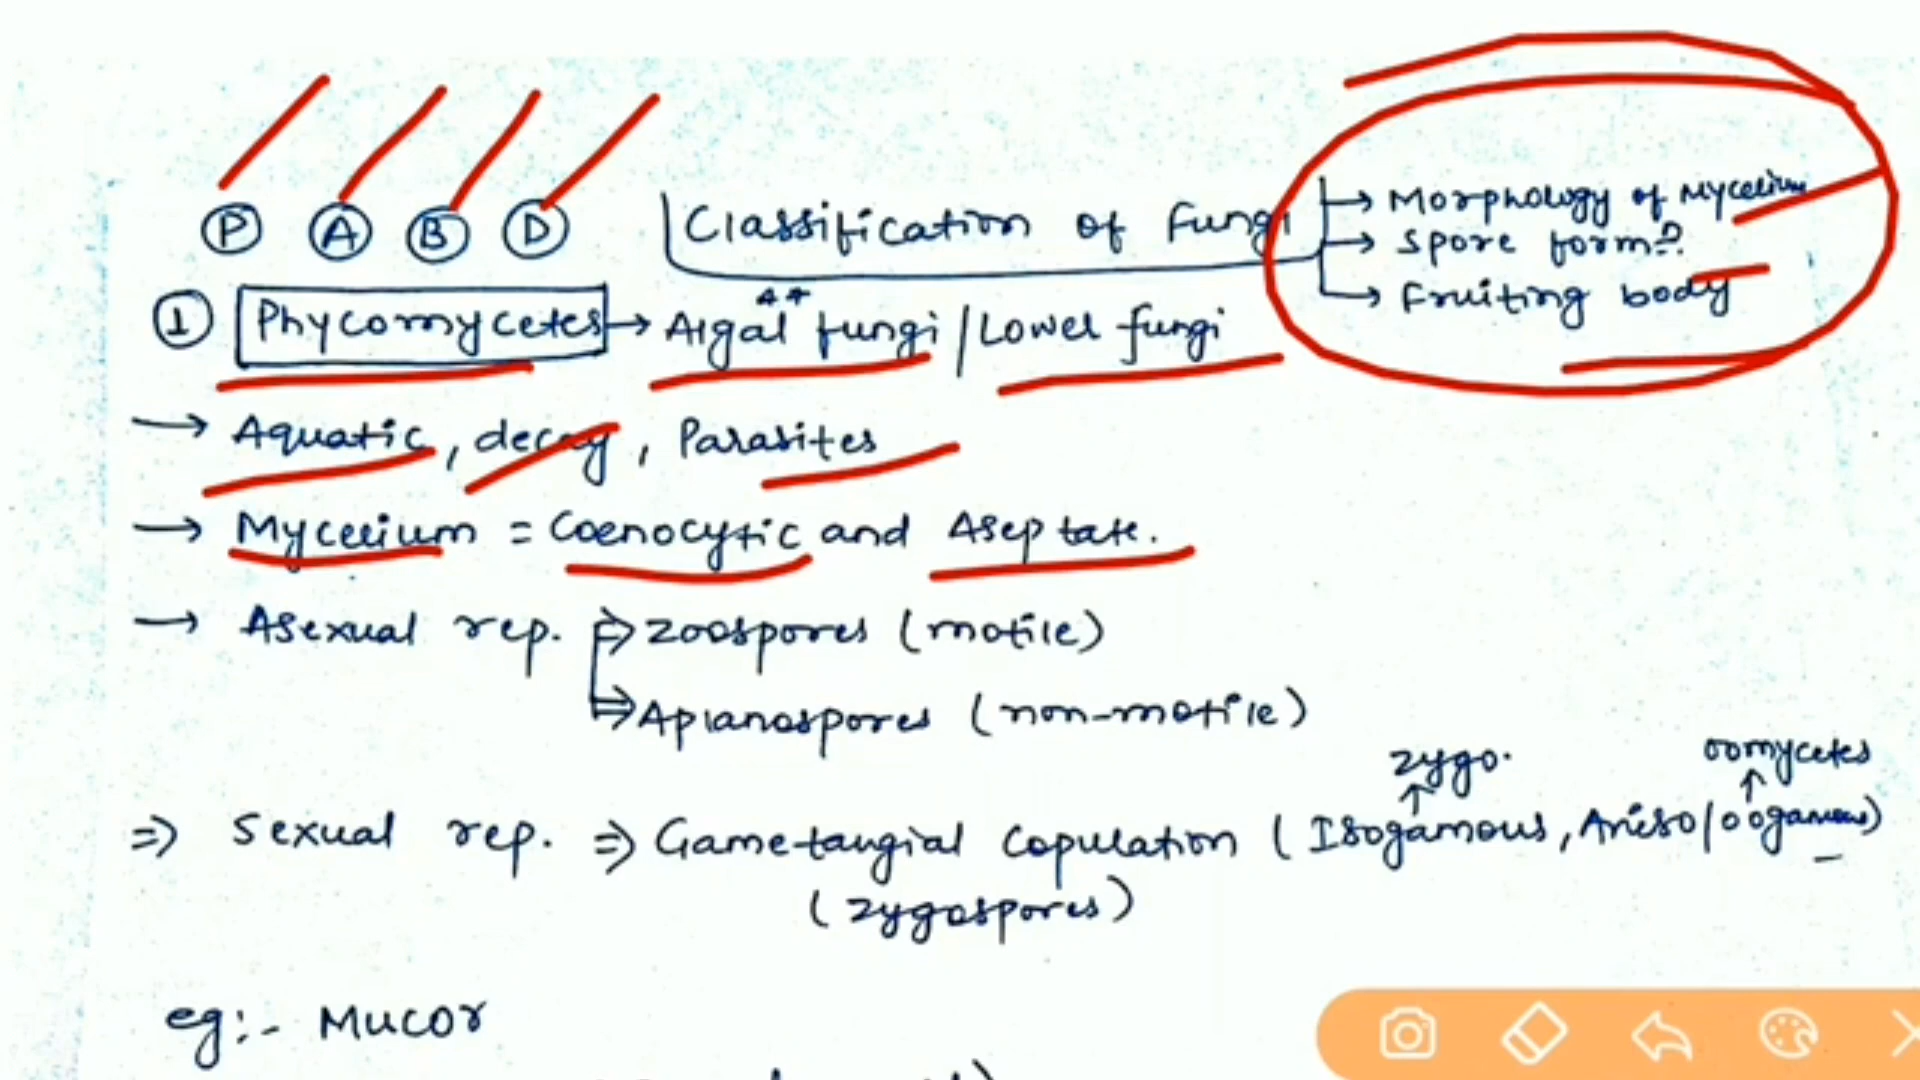 P A B D Classification of Fungi
→ Morphology of Mycelium
→ Spore formⁿ
→ Fruiting body
① Phycomycetes → Algal fungi / Lower fungi
→ Aquatic, decay, Parasites
→ Mycelium = Coenocytic and Aseptate.
→ Asexual rep. ⇒ Zoospores (motile)
⇒ Aplanospores (non-motile)
zygo. oomycetes
⇒ Sexual rep. ⇒ Gametangial Copulation (Isogamous, Aniso/oogamous)
(zygospores)
eg:- Mucor